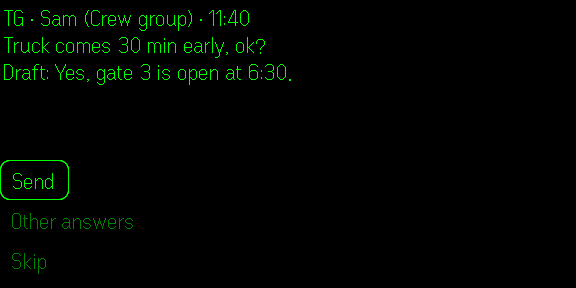 TG · Sam (Crew group) · 11:40
Truck comes 30 min early, ok?
Draft: Yes, gate 3 is open at 6:30.
Send
Other answers
Skip